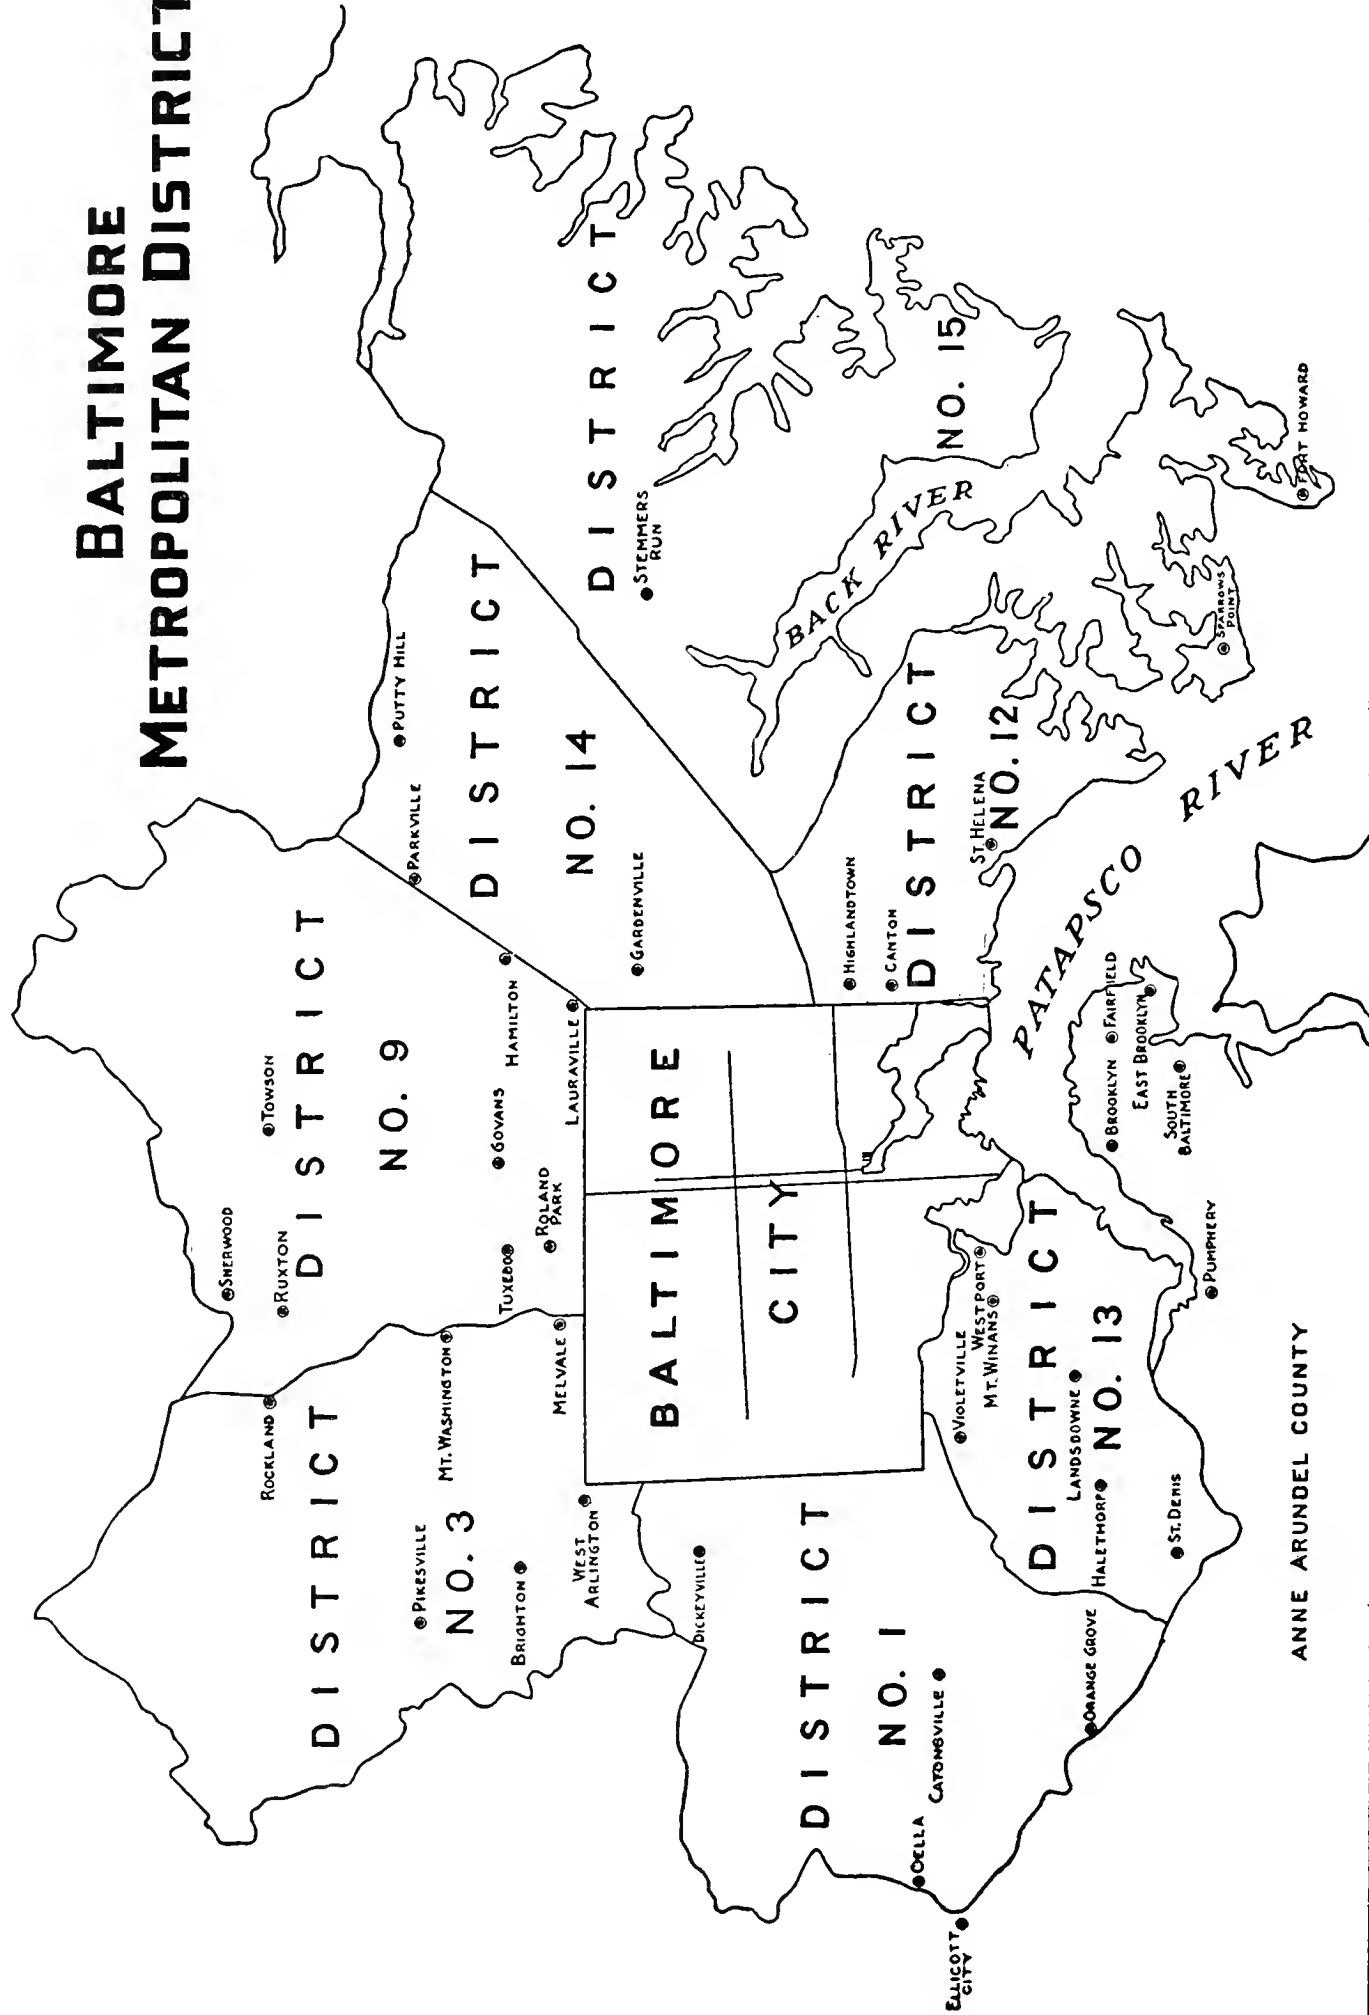 BALTIMORE
METROPOLITAN DISTRICT
SHERWOOD
RUXTON
TOWSON
DISTRICT
NO. 9
ROCKLAND
DISTRICT
NO. 3
PIKESVILLE
MT. WASHINGTON
BRIGHTON
TUXEDO
ROLAND
PARK
GOVANS
HAMILTON
LAURAVILLE
MELVALE
WEST
ARLINGTON
PARKVILLE
PUTTY HILL
DISTRICT
NO. 14
GARDENVILLE
DISTRICT
NO. 15
STEMMERS
RUN
BACK RIVER
BALTIMORE
CITY
DICKEYVILLE
DISTRICT
NO. 1
CATONSVILLE
OELLA
ELLICOTT
CITY
ORANGE GROVE
HIGHLANDTOWN
CANTON
DISTRICT
NO. 12
ST. HELENA
SPARROWS
POINT
FORT HOWARD
PATAPSCO RIVER
VIOLETVILLE
WESTPORT
MT. WINANS
DISTRICT
NO. 13
LANDSDOWNE
HALETHORP
ST. DENIS
BROOKLYN
FAIRFIELD
EAST BROOKLYN
SOUTH
BALTIMORE
PUMPHERY
ANNE ARUNDEL COUNTY